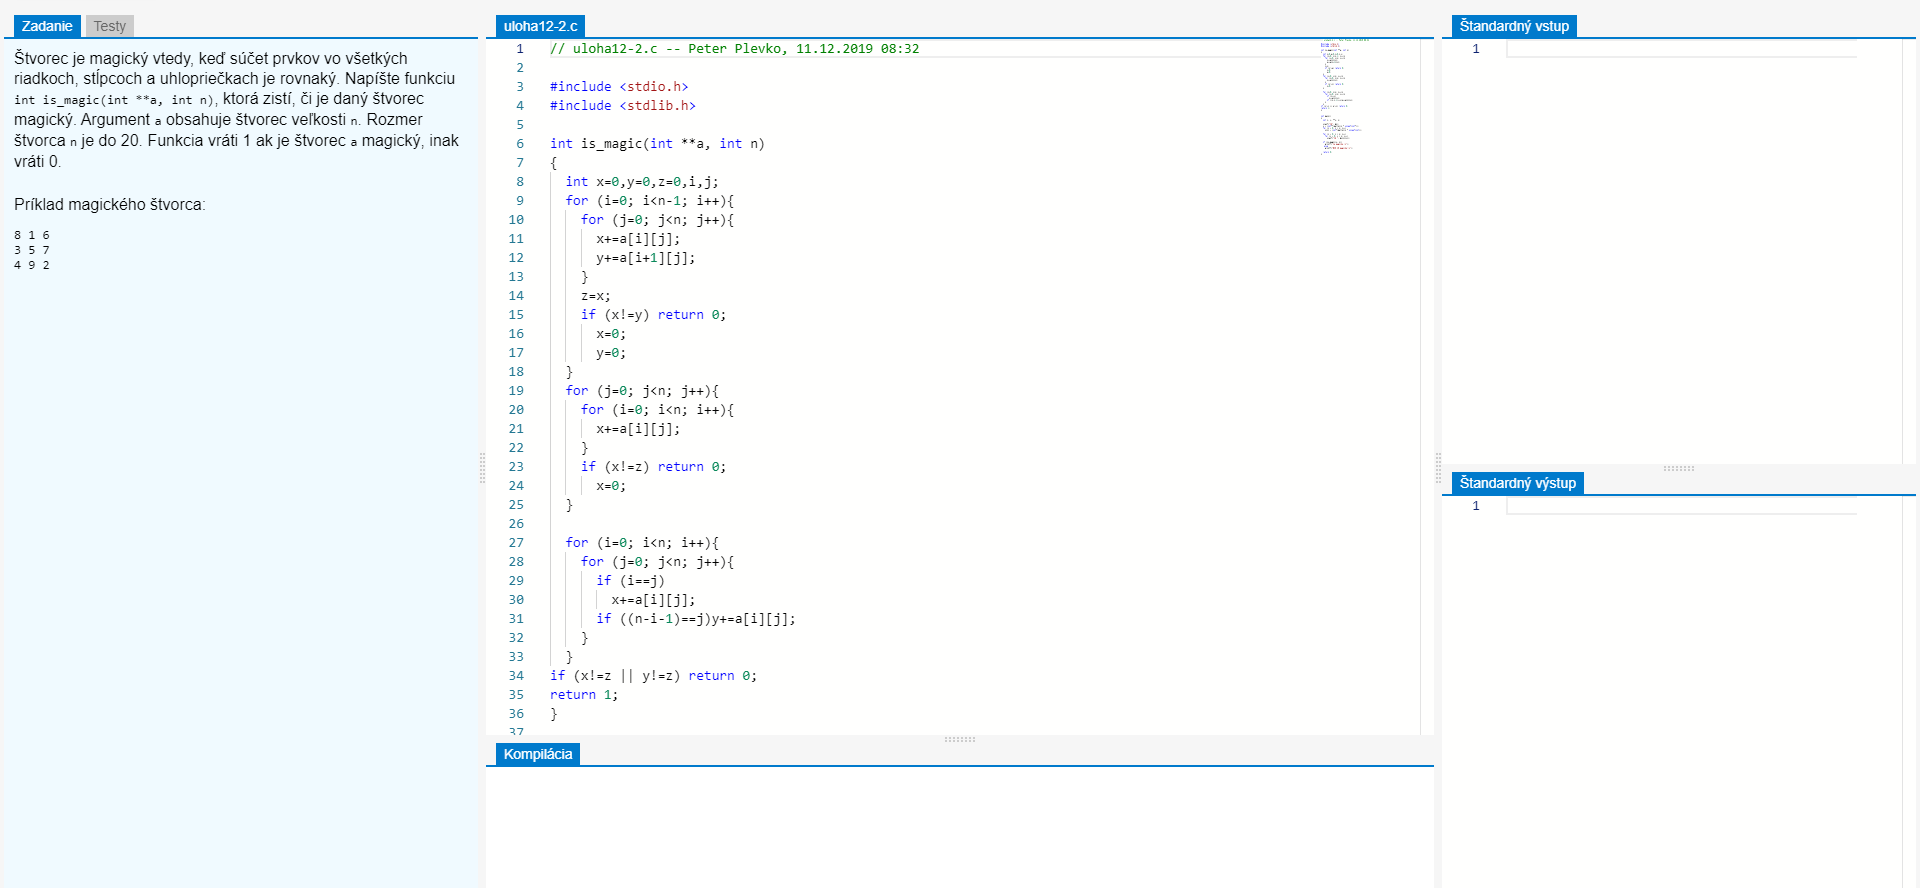 Zadanie Testy
Štvorec je magický vtedy, keď súčet prvkov vo všetkých
riadkoch, stĺpcoch a uhlopriečkach je rovnaký. Napíšte funkciu
int is_magic(int **a, int n), ktorá zistí, či je daný štvorec
magický. Argument a obsahuje štvorec veľkosti n. Rozmer
štvorca n je do 20. Funkcia vráti 1 ak je štvorec a magický, inak
vráti 0.
Príklad magického štvorca:
8 1 6
3 5 7
4 9 2
uloha12-2.c
1 // uloha12-2.c -- Peter Plevko, 11.12.2019 08:32
2
3 #include <stdio.h>
4 #include <stdlib.h>
5
6 int is_magic(int **a, int n)
7 {
8 int x=0,y=0,z=0,i,j;
9 for (i=0; i<n-1; i++){
10 for (j=0; j<n; j++){
11 x+=a[i][j];
12 y+=a[i+1][j];
13 }
14 z=x;
15 if (x!=y) return 0;
16 x=0;
17 y=0;
18 }
19 for (j=0; j<n; j++){
20 for (i=0; i<n; i++){
21 x+=a[i][j];
22 }
23 if (x!=z) return 0;
24 x=0;
25 }
26
27 for (i=0; i<n; i++){
28 for (j=0; j<n; j++){
29 if (i==j)
30 x+=a[i][j];
31 if ((n-i-1)==j)y+=a[i][j];
32 }
33 }
34 if (x!=z || y!=z) return 0;
35 return 1;
36 }
37
Kompilácia
Štandardný vstup
1
Štandardný výstup
1